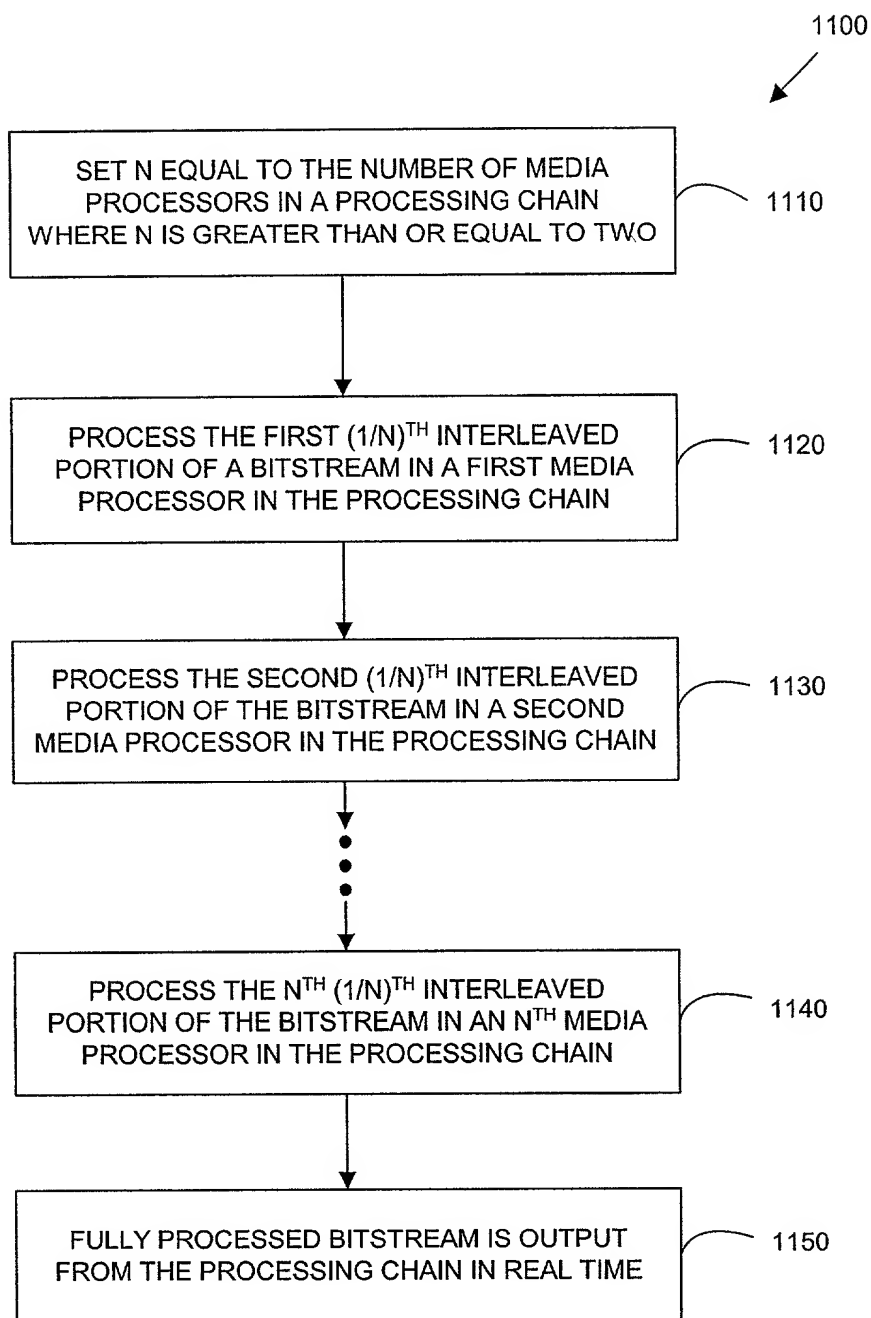 1100
SET N EQUAL TO THE NUMBER OF MEDIA
PROCESSORS IN A PROCESSING CHAIN
WHERE N IS GREATER THAN OR EQUAL TO TWO
1110
PROCESS THE FIRST (1/N)TH INTERLEAVED
PORTION OF A BITSTREAM IN A FIRST MEDIA
PROCESSOR IN THE PROCESSING CHAIN
1120
PROCESS THE SECOND (1/N)TH INTERLEAVED
PORTION OF THE BITSTREAM IN A SECOND
MEDIA PROCESSOR IN THE PROCESSING CHAIN
1130
PROCESS THE NTH (1/N)TH INTERLEAVED
PORTION OF THE BITSTREAM IN AN NTH MEDIA
PROCESSOR IN THE PROCESSING CHAIN
1140
FULLY PROCESSED BITSTREAM IS OUTPUT
FROM THE PROCESSING CHAIN IN REAL TIME
1150